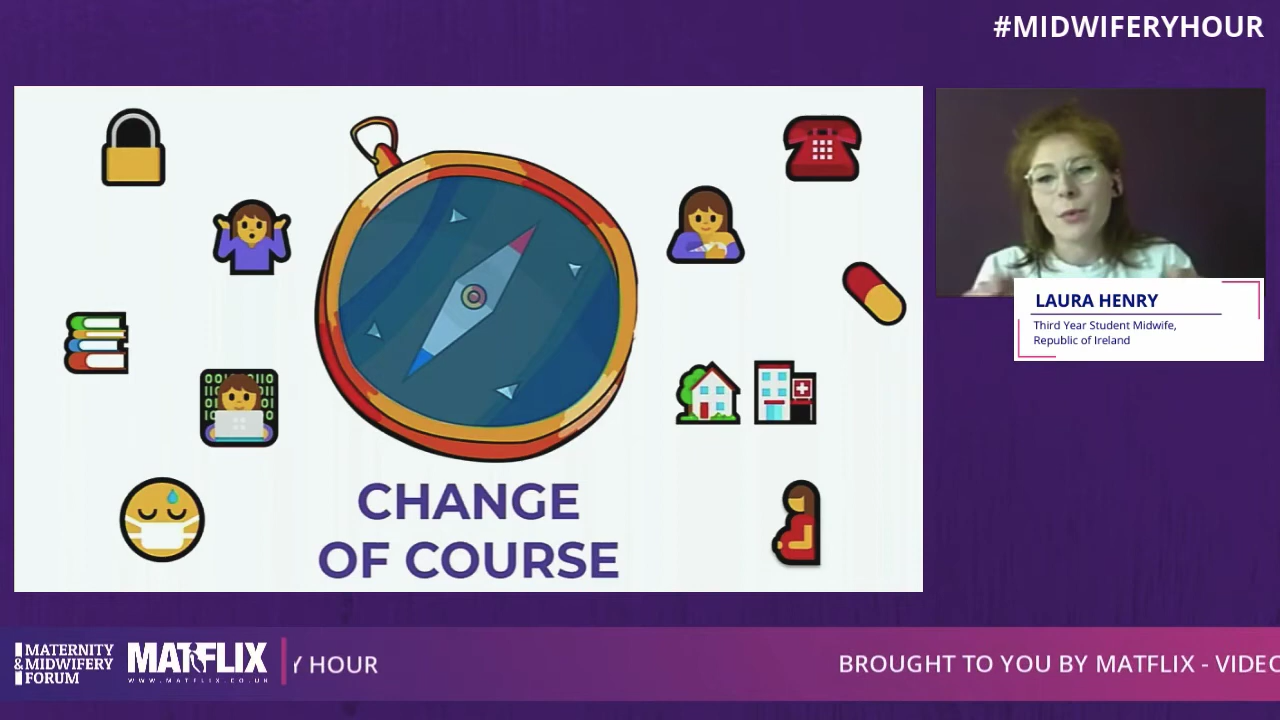 #MIDWIFERYHOUR
LAURA HENRY
Third Year Student Midwife,
Republic of Ireland
CHANGE
OF COURSE
MATERNITY
& MIDWIFERY
FORUM
MATFLIX
WWW.MATFLIX.CO.UK
Y HOUR
BROUGHT TO YOU BY MATFLIX - VIDEO